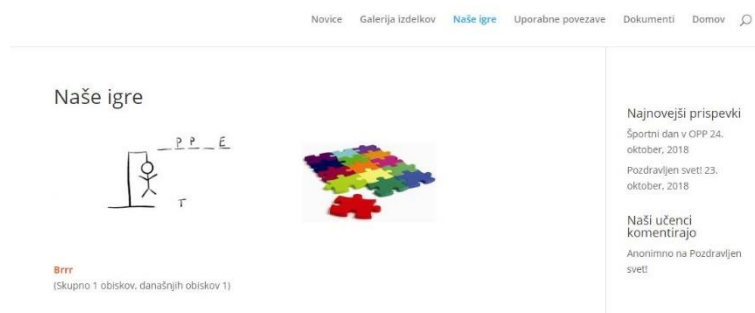 Novice Galerija izdelkov Naše igre Uporabne povezave Dokumenti Domov
Naše igre
_ P P _ E
T
Brrr
(Skupno 1 obiskov, današnjih obiskov 1)
Najnovejši prispevki
Športni dan v OPP 24.
oktober, 2018
Pozdravljen svet! 23.
oktober, 2018
Naši učenci
komentirajo
Anonimno na Pozdravljen
svet!